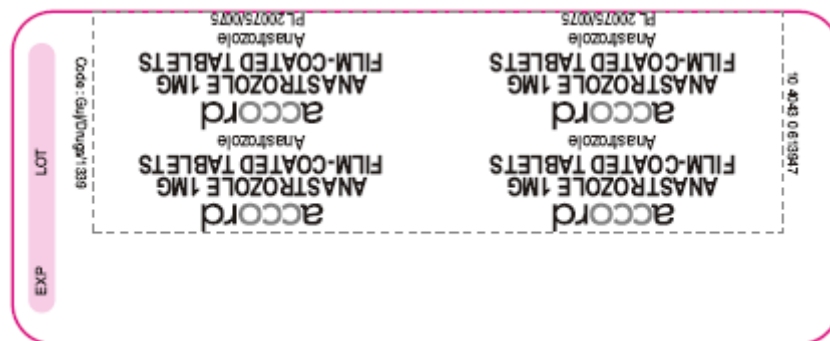 EXP
LOT
Code : Guj/Drugs/1339
accord
ANASTROZOLE 1MG
FILM-COATED TABLETS
Anastrozole
accord
ANASTROZOLE 1MG
FILM-COATED TABLETS
Anastrozole
PL 20075/0075
accord
ANASTROZOLE 1MG
FILM-COATED TABLETS
Anastrozole
accord
ANASTROZOLE 1MG
FILM-COATED TABLETS
Anastrozole
PL 20075/0075
10 4043 0 613947